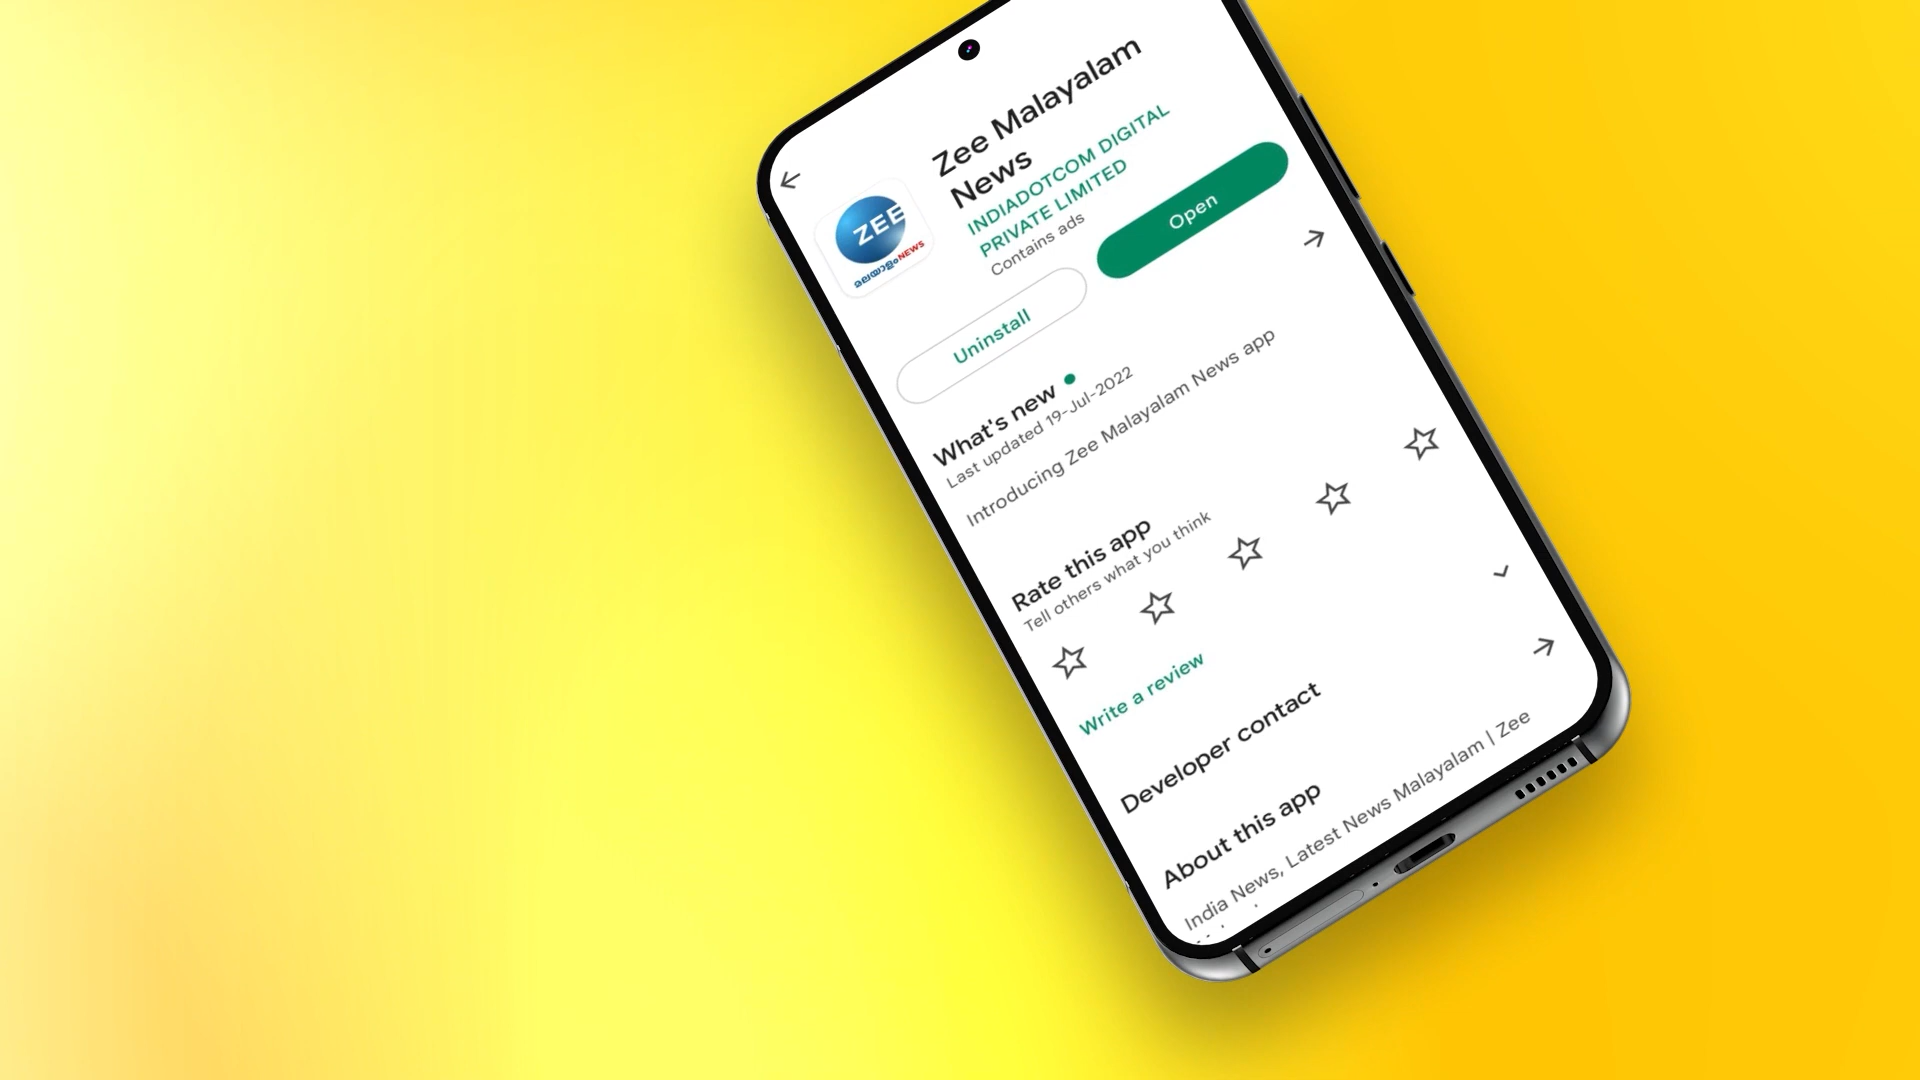 Zee Malayalam
News
INDIADOTCOM DIGITAL
PRIVATE LIMITED
Contains ads
ZEE
മലയാളം NEWS
Uninstall
Open
What's new
Last updated 19-Jul-2022
Introducing Zee Malayalam News app
Rate this app
Tell others what you think
Write a review
Developer contact
About this app
India News, Latest News Malayalam | Zee